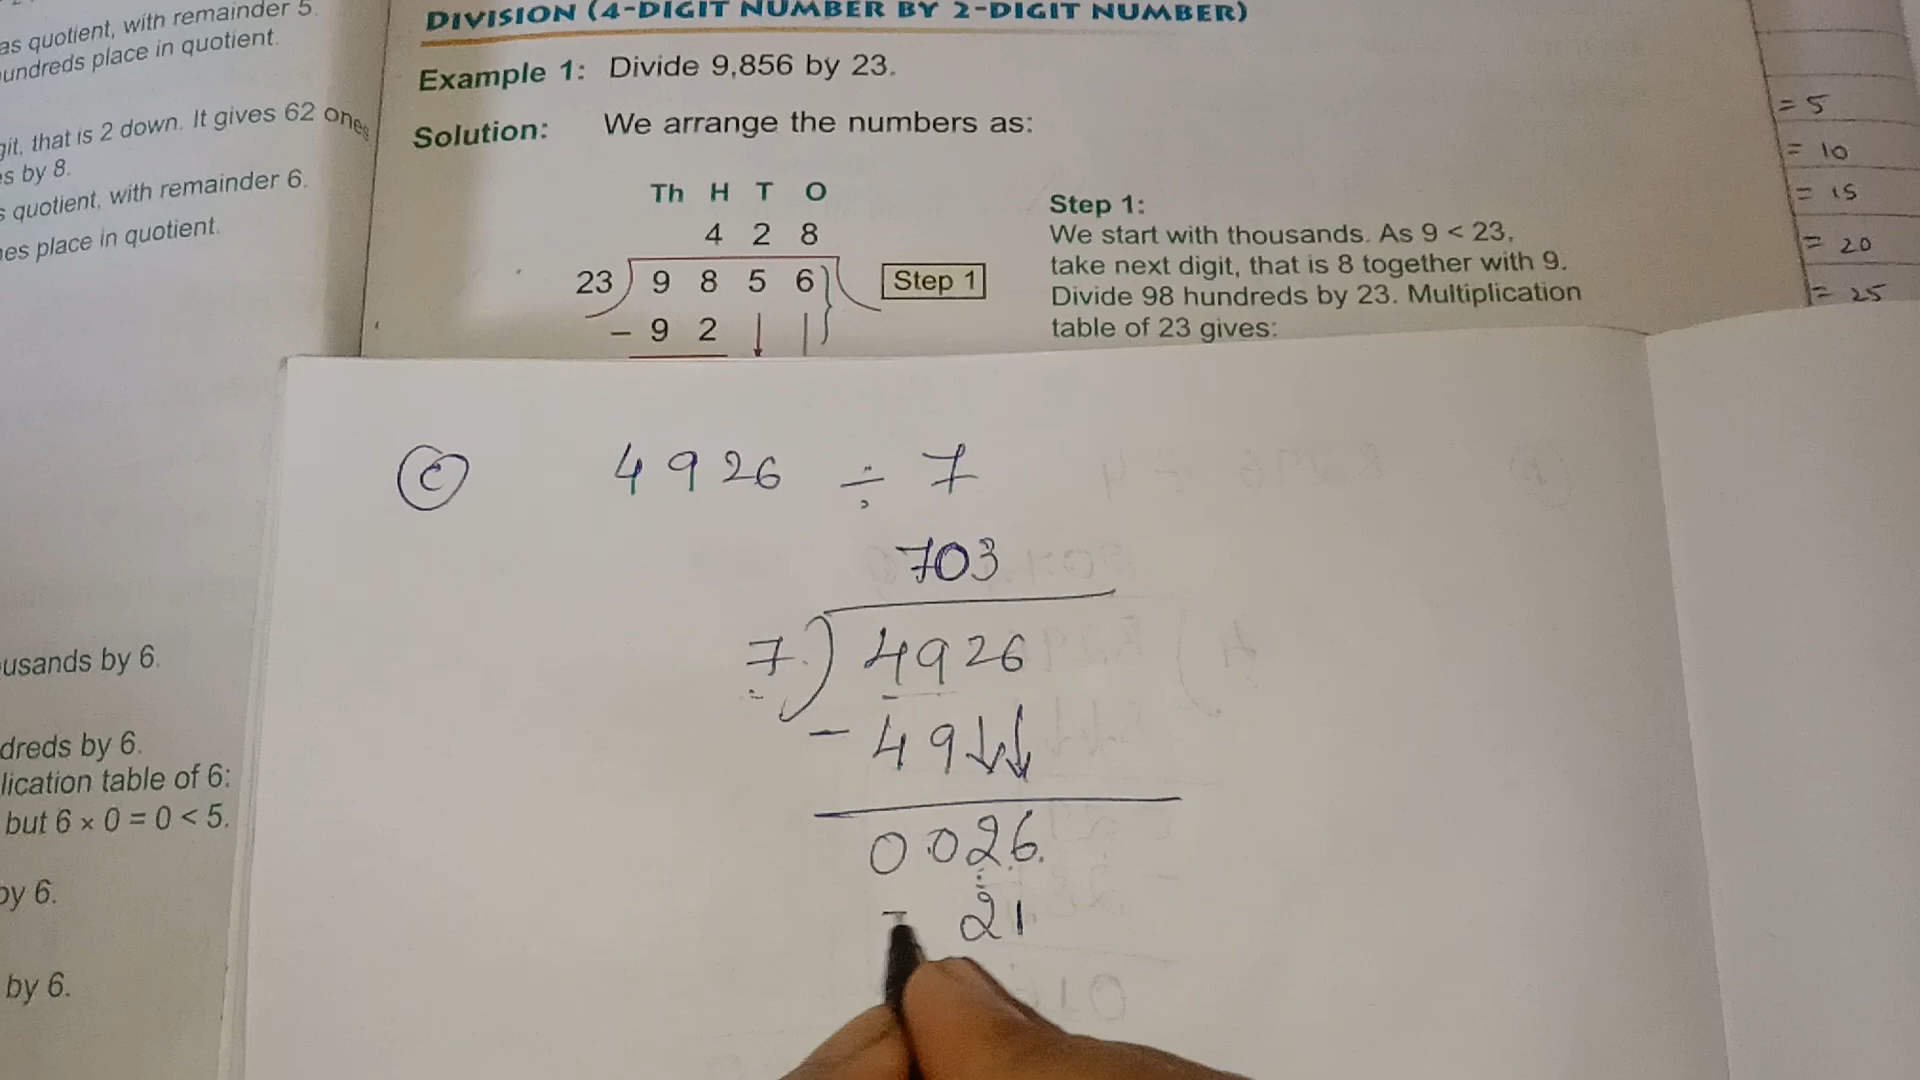 as quotient, with remainder 5.
hundreds place in quotient.
git, that is 2 down. It gives 62 ones
es by 8.
s quotient, with remainder 6.
nes place in quotient.
usands by 6.
dreds by 6.
lication table of 6:
but 6 × 0 = 0 < 5.
by 6.
by 6.
DIVISION (4-DIGIT NUMBER BY 2-DIGIT NUMBER)
Example 1: Divide 9,856 by 23.
Solution: We arrange the numbers as:
Th H T O
4 2 8
23 ) 9 8 5 6
Step 1
− 9 2
Step 1:
We start with thousands. As 9 < 23,
take next digit, that is 8 together with 9.
Divide 98 hundreds by 23. Multiplication
table of 23 gives:
= 5
= 10
= 15
= 20
= 25
c 4926 ÷ 7
703
7 ) 4926
− 49
0026
− 21